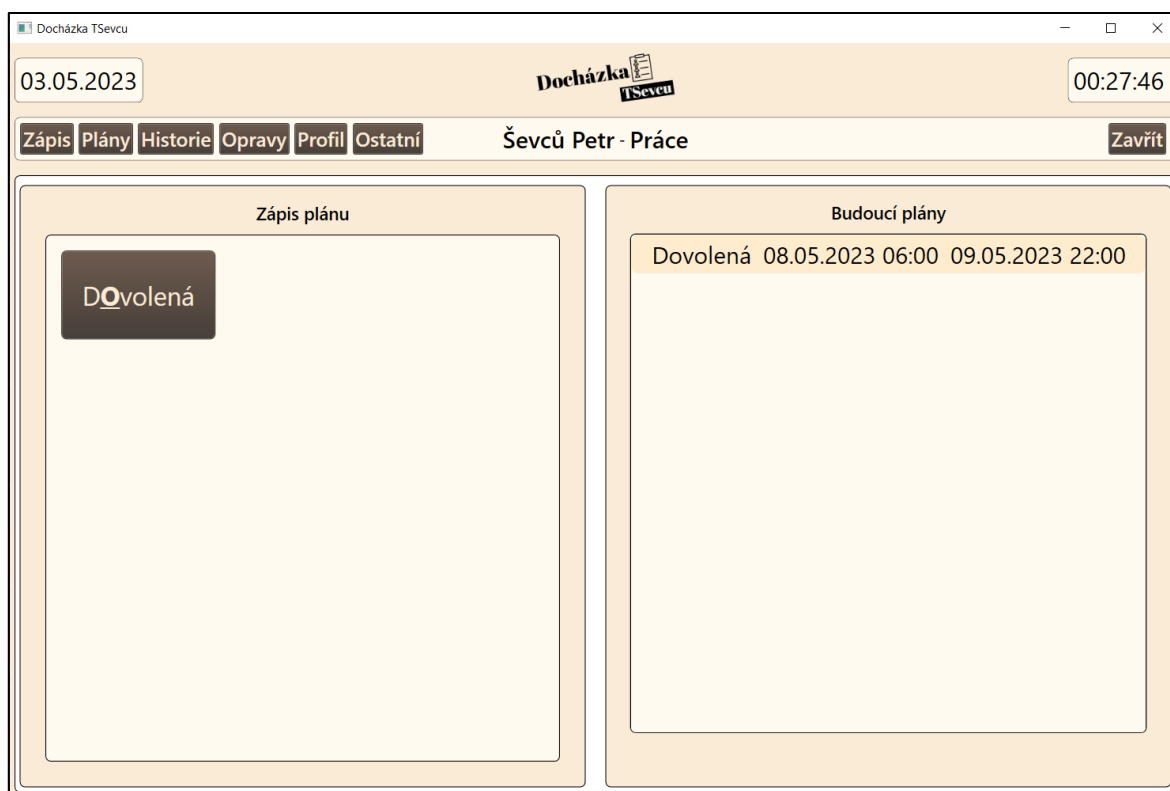 Docházka TSevcu
03.05.2023
Docházka
TSevcu
00:27:46
Zápis Plány Historie Opravy Profil Ostatní
Ševců Petr - Práce
Zavřít
Zápis plánu
DOvolená
Budoucí plány
Dovolená 08.05.2023 06:00 09.05.2023 22:00